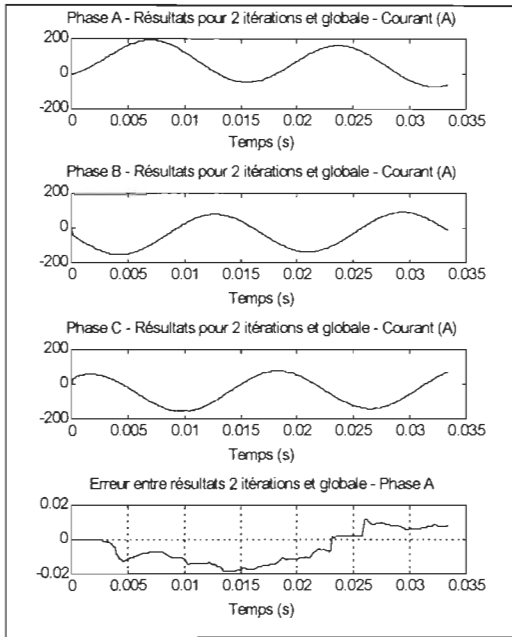 Phase A - Résultats pour 2 itérations et globale - Courant (A)
200
0
-200
0 0.005 0.01 0.015 0.02 0.025 0.03 0.035
Temps (s)
Phase B - Résultats pour 2 itérations et globale - Courant (A)
200
0
-200
0 0.005 0.01 0.015 0.02 0.025 0.03 0.035
Temps (s)
Phase C - Résultats pour 2 itérations et globale - Courant (A)
200
0
-200
0 0.005 0.01 0.015 0.02 0.025 0.03 0.035
Temps (s)
Erreur entre résultats 2 itérations et globale - Phase A
0.02
0
-0.02
0 0.005 0.01 0.015 0.02 0.025 0.03 0.035
Temps (s)